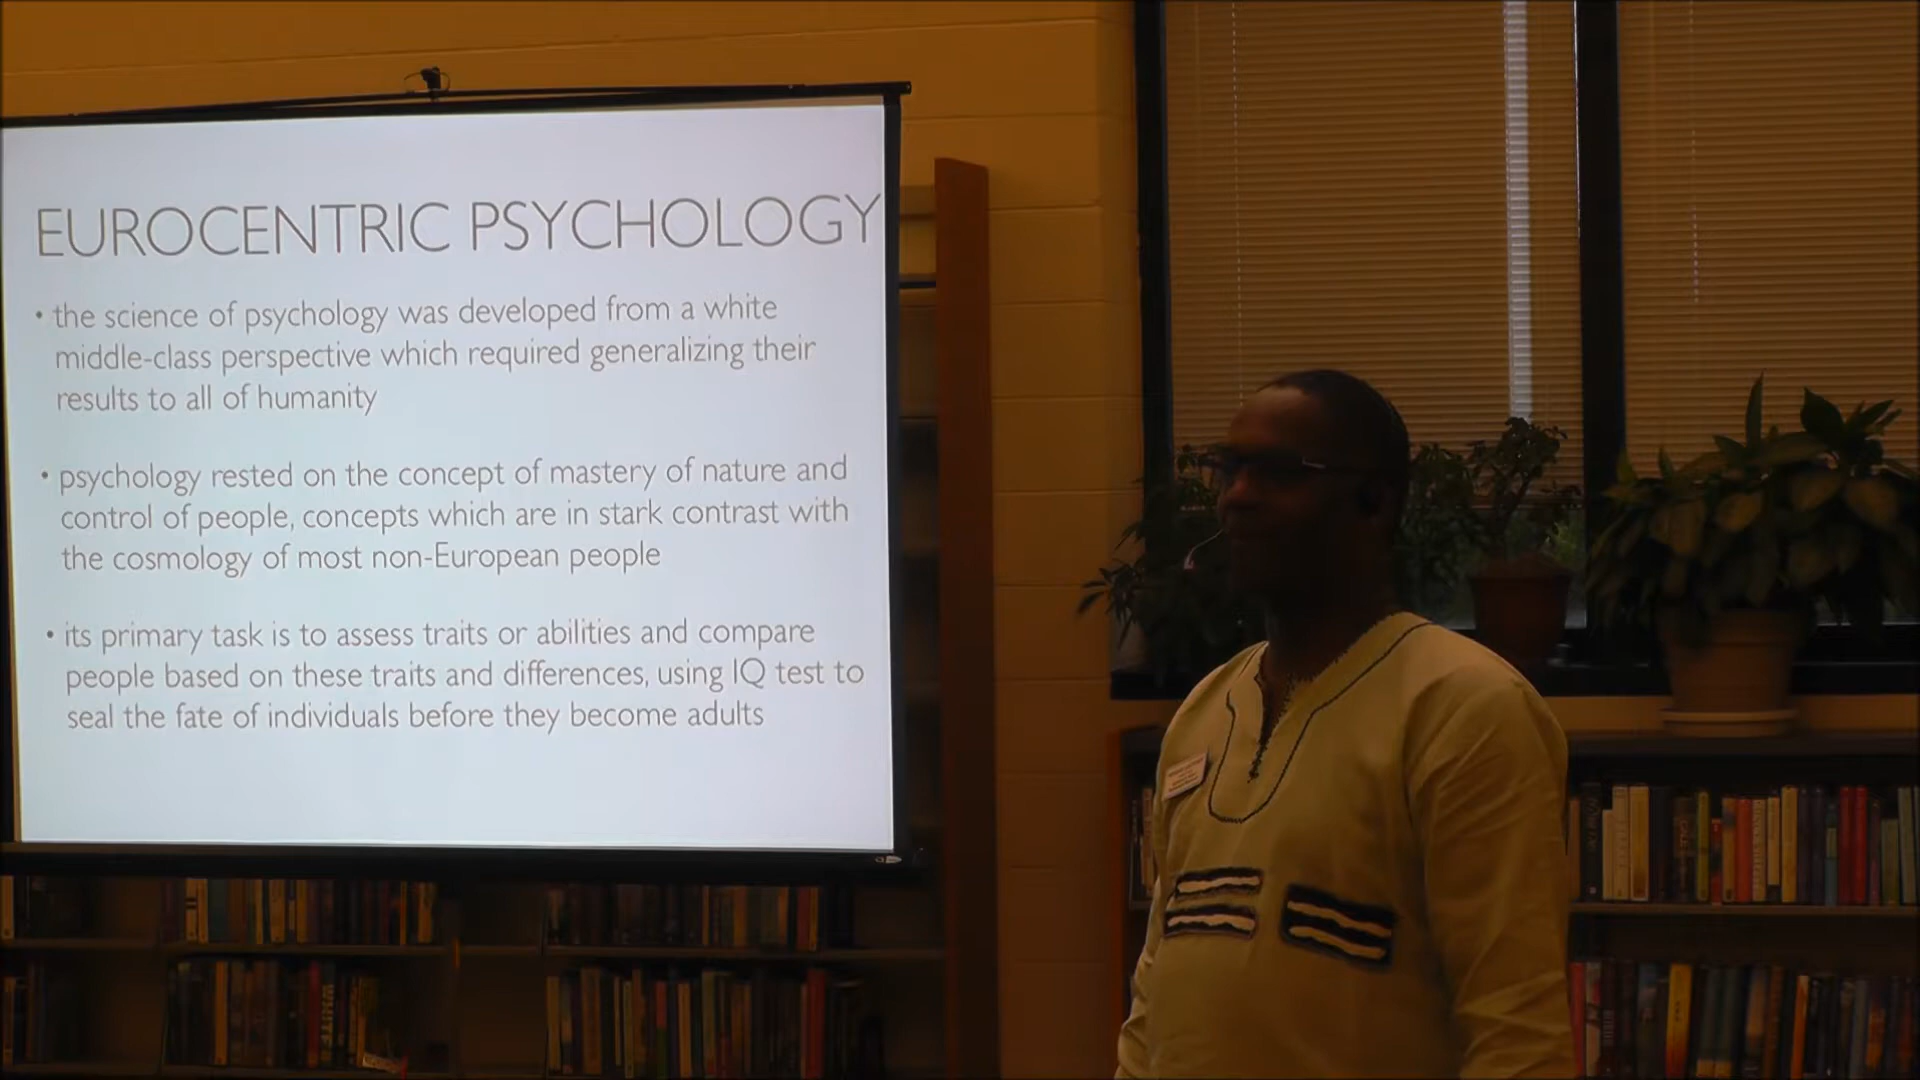 EUROCENTRIC PSYCHOLOGY
• the science of psychology was developed from a white
middle-class perspective which required generalizing their
results to all of humanity
• psychology rested on the concept of mastery of nature and
control of people, concepts which are in stark contrast with
the cosmology of most non-European people
• its primary task is to assess traits or abilities and compare
people based on these traits and differences, using IQ test to
seal the fate of individuals before they become adults